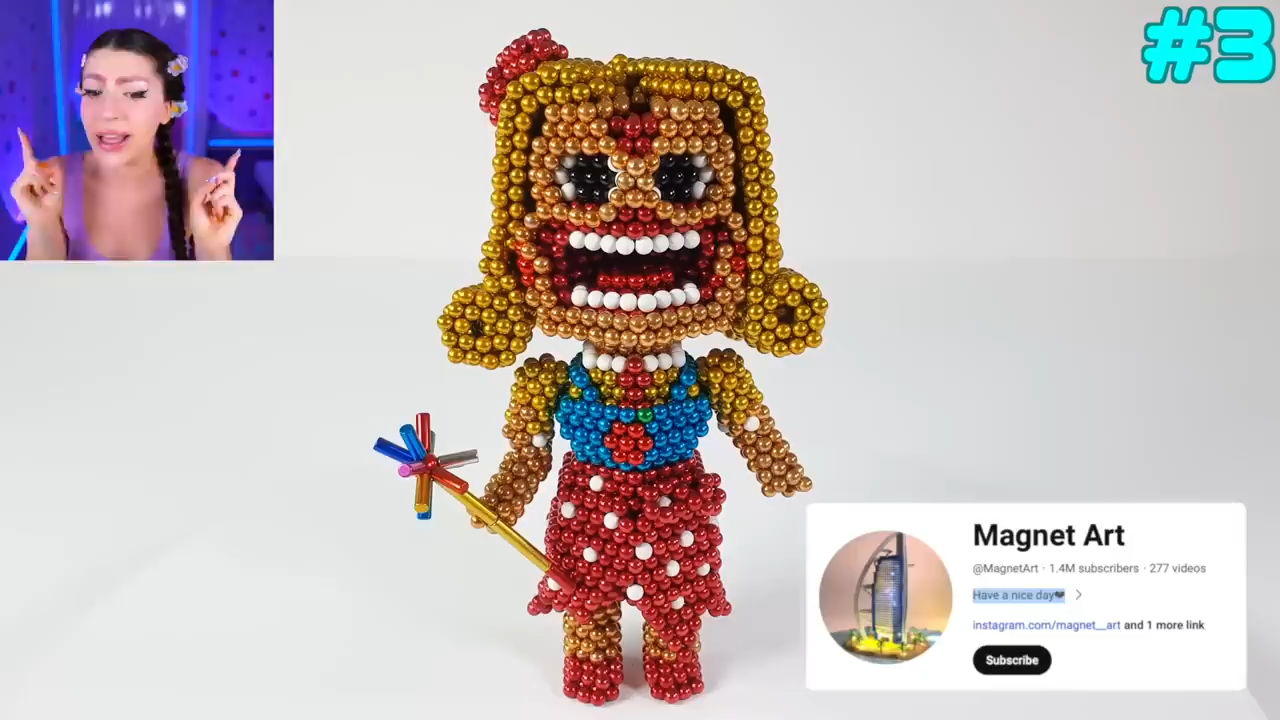 #3
Magnet Art
@MagnetArt · 1.4M subscribers · 277 videos
Have a nice day❤
instagram.com/magnet__art and 1 more link
Subscribe